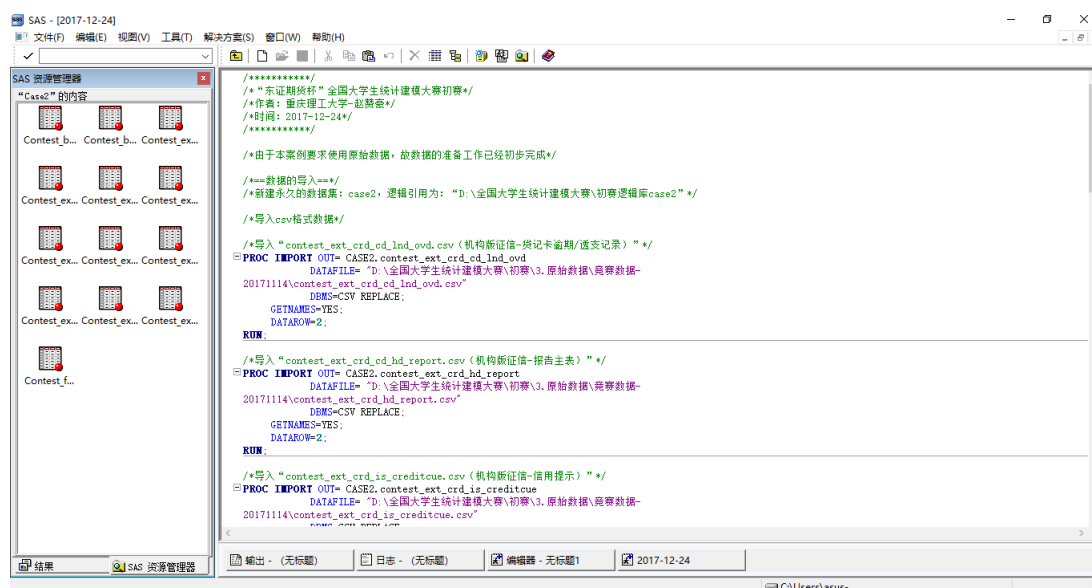 SAS - [2017-12-24]
文件(F) 编辑(E) 视图(V) 工具(T) 解决方案(S) 窗口(W) 帮助(H)
SAS 资源管理器
“Case2”的内容
Contest_b... Contest_b... Contest_ex...
Contest_ex... Contest_ex... Contest_ex...
Contest_ex... Contest_ex... Contest_ex...
Contest_ex... Contest_ex... Contest_ex...
Contest_f...
结果
SAS 资源管理器
/***********/
/*“东证期货杯”全国大学生统计建模大赛初赛*/
/*作者：重庆理工大学-赵赟豪*/
/*时间：2017-12-24*/
/***********/
/*由于本案例要求使用原始数据，故数据的准备工作已经初步完成*/
/*==数据的导入==*/
/*新建永久的数据集：case2，逻辑引用为：“D:\全国大学生统计建模大赛\初赛逻辑库case2”*/
/*导入csv格式数据*/
/*导入“contest_ext_crd_cd_lnd_ovd.csv（机构版征信-贷记卡逾期/透支记录）”*/
PROC IMPORT OUT= CASE2.contest_ext_crd_cd_lnd_ovd
DATAFILE= "D:\全国大学生统计建模大赛\初赛\3.原始数据\竞赛数据-
20171114\contest_ext_crd_cd_lnd_ovd.csv"
DBMS=CSV REPLACE;
GETNAMES=YES;
DATAROW=2;
RUN;
/*导入“contest_ext_crd_cd_hd_report.csv（机构版征信-报告主表）”*/
PROC IMPORT OUT= CASE2.contest_ext_crd_hd_report
DATAFILE= "D:\全国大学生统计建模大赛\初赛\3.原始数据\竞赛数据-
20171114\contest_ext_crd_hd_report.csv"
DBMS=CSV REPLACE;
GETNAMES=YES;
DATAROW=2;
RUN;
/*导入“contest_ext_crd_is_creditcue.csv（机构版征信-信用提示）”*/
PROC IMPORT OUT= CASE2.contest_ext_crd_is_creditcue
DATAFILE= "D:\全国大学生统计建模大赛\初赛\3.原始数据\竞赛数据-
20171114\contest_ext_crd_is_creditcue.csv"
DBMS=CSV REPLACE;
输出 - (无标题)
日志 - (无标题)
编辑器 - 无标题1
2017-12-24
C:\Users\asus-